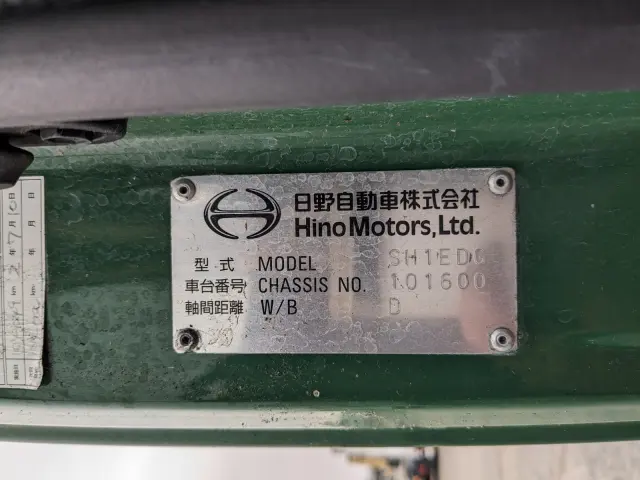 日野自動車株式会社
Hino Motors, Ltd.
型式 MODEL
車台番号 CHASSIS NO. 101600
軸間距離 W/B D